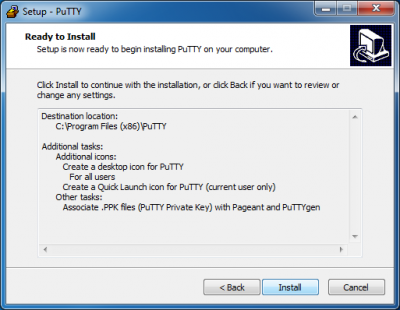 Setup - PuTTY
Ready to Install
Setup is now ready to begin installing PuTTY on your computer.
Click Install to continue with the installation, or click Back if you want to review or
change any settings.
Destination location:
C:\Program Files (x86)\PuTTY
Additional tasks:
Additional icons:
Create a desktop icon for PuTTY
For all users
Create a Quick Launch icon for PuTTY (current user only)
Other tasks:
Associate .PPK files (PuTTY Private Key) with Pageant and PuTTYgen
< Back
Install
Cancel